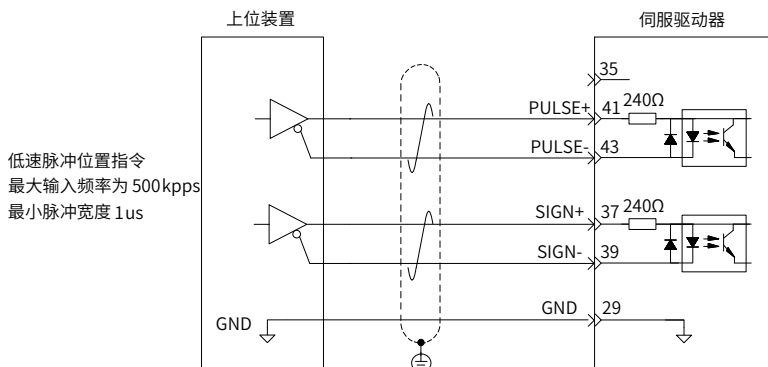 上位装置
伺服驱动器
35
PULSE+ 41 240Ω
PULSE- 43
低速脉冲位置指令
最大输入频率为 500kpps
最小脉冲宽度 1us
SIGN+ 37 240Ω
SIGN- 39
GND 29
GND